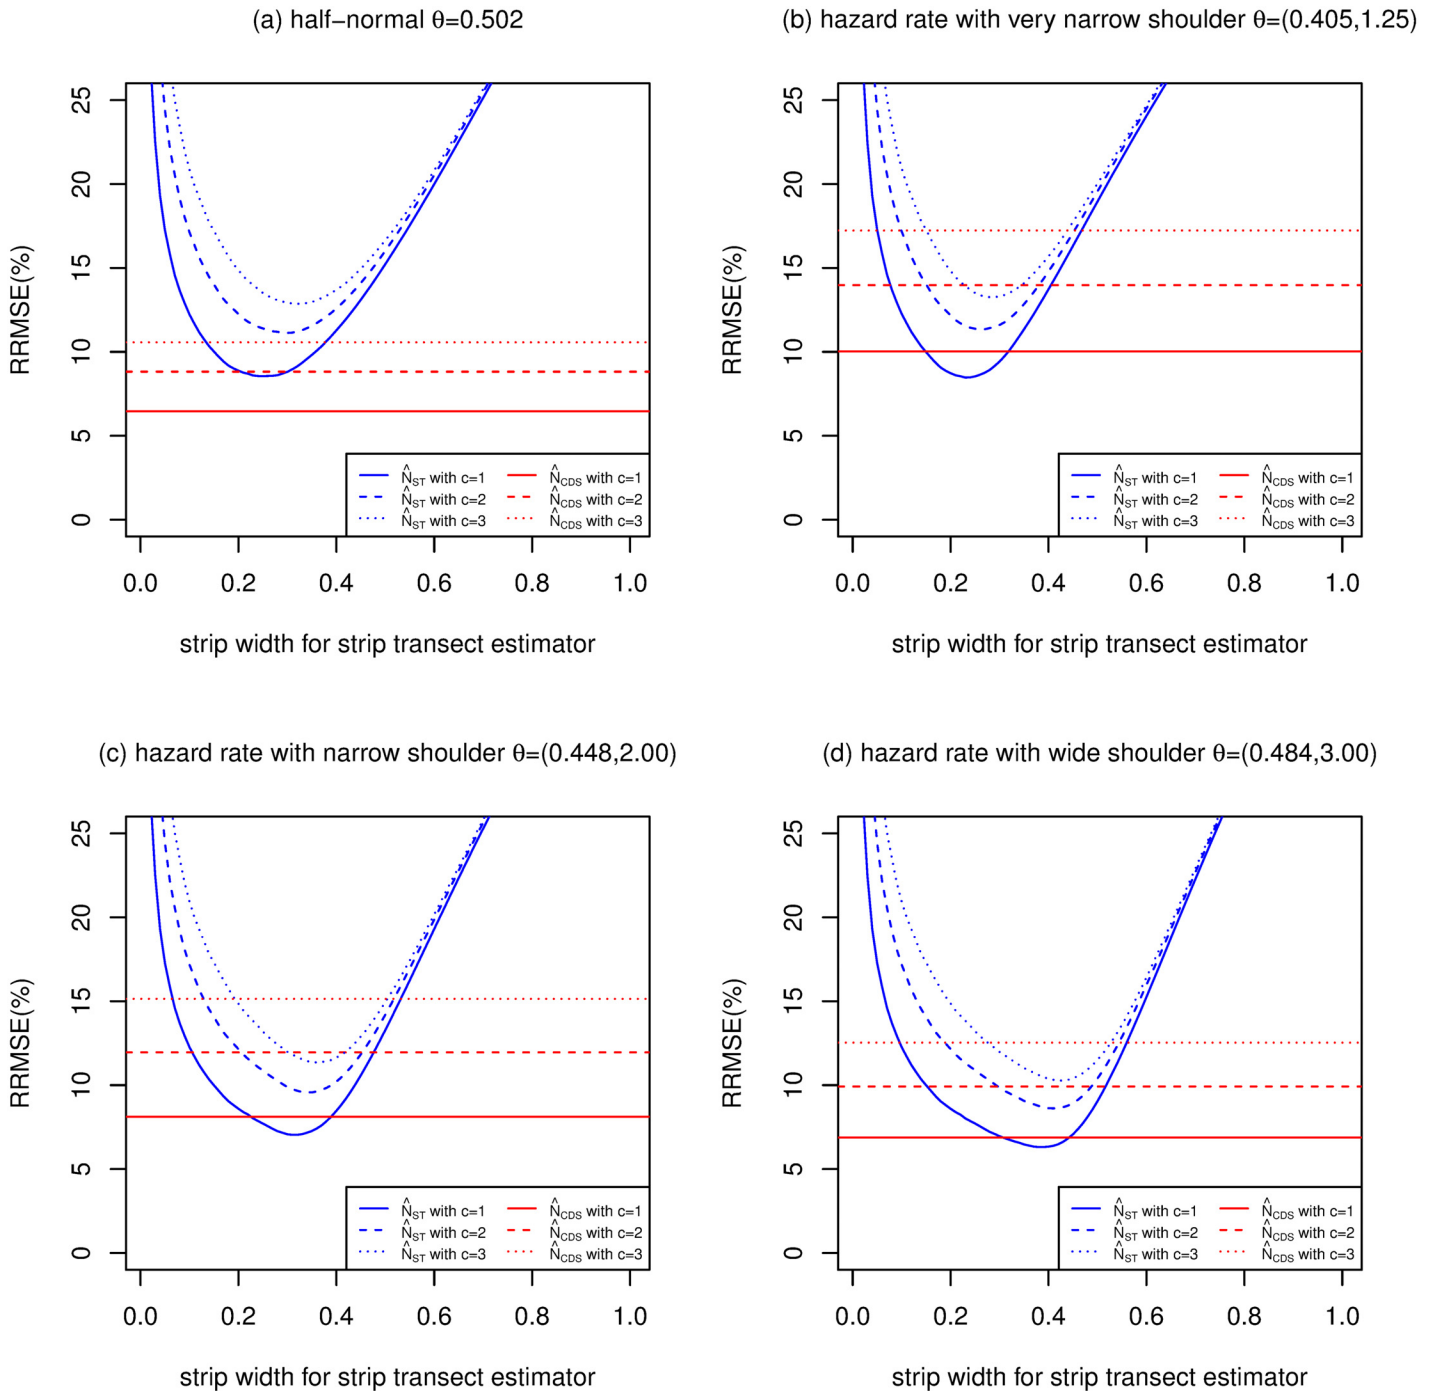 (a) half−normal θ=0.502
RRMSE(%)
25
20
15
10
5
0
N̂ST with c=1 N̂CDS with c=1
N̂ST with c=2 N̂CDS with c=2
N̂ST with c=3 N̂CDS with c=3
0.0 0.2 0.4 0.6 0.8 1.0
strip width for strip transect estimator
(b) hazard rate with very narrow shoulder θ=(0.405,1.25)
RRMSE(%)
25
20
15
10
5
0
N̂ST with c=1 N̂CDS with c=1
N̂ST with c=2 N̂CDS with c=2
N̂ST with c=3 N̂CDS with c=3
0.0 0.2 0.4 0.6 0.8 1.0
strip width for strip transect estimator
(c) hazard rate with narrow shoulder θ=(0.448,2.00)
RRMSE(%)
25
20
15
10
5
0
N̂ST with c=1 N̂CDS with c=1
N̂ST with c=2 N̂CDS with c=2
N̂ST with c=3 N̂CDS with c=3
0.0 0.2 0.4 0.6 0.8 1.0
strip width for strip transect estimator
(d) hazard rate with wide shoulder θ=(0.484,3.00)
RRMSE(%)
25
20
15
10
5
0
N̂ST with c=1 N̂CDS with c=1
N̂ST with c=2 N̂CDS with c=2
N̂ST with c=3 N̂CDS with c=3
0.0 0.2 0.4 0.6 0.8 1.0
strip width for strip transect estimator